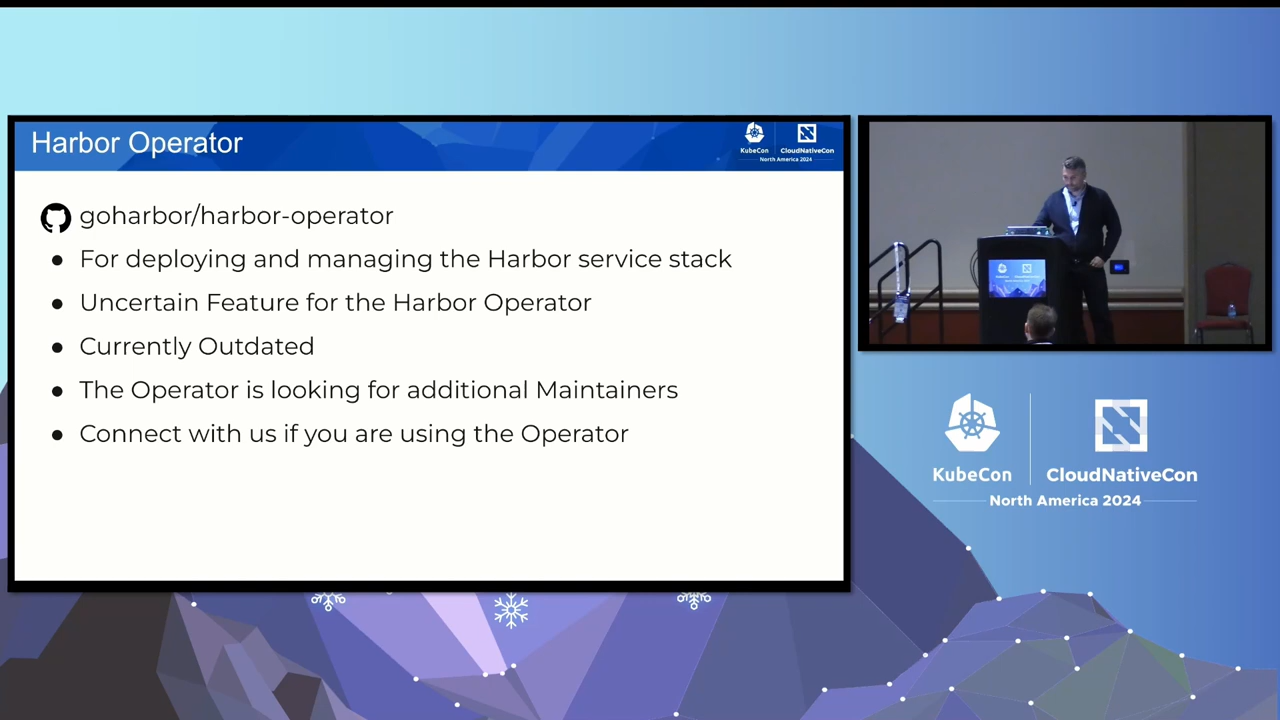 Harbor Operator
KubeCon
CloudNativeCon
North America 2024
goharbor/harbor-operator
For deploying and managing the Harbor service stack
Uncertain Feature for the Harbor Operator
Currently Outdated
The Operator is looking for additional Maintainers
Connect with us if you are using the Operator
KubeCon
CloudNativeCon
North America 2024